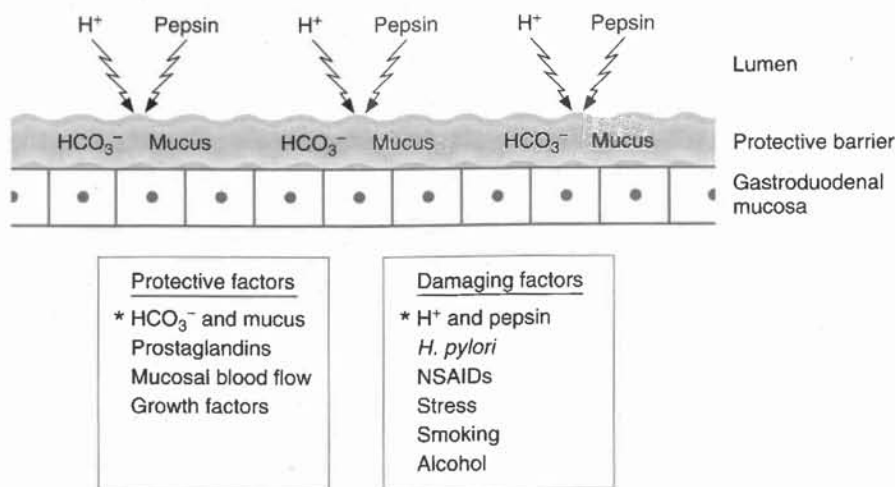 H⁺ Pepsin H⁺ Pepsin H⁺ Pepsin
Lumen
HCO₃⁻ Mucus HCO₃⁻ Mucus HCO₃⁻ Mucus Protective barrier
Gastroduodenal
mucosa
Protective factors
* HCO₃⁻ and mucus
Prostaglandins
Mucosal blood flow
Growth factors
Damaging factors
* H⁺ and pepsin
H. pylori
NSAIDs
Stress
Smoking
Alcohol